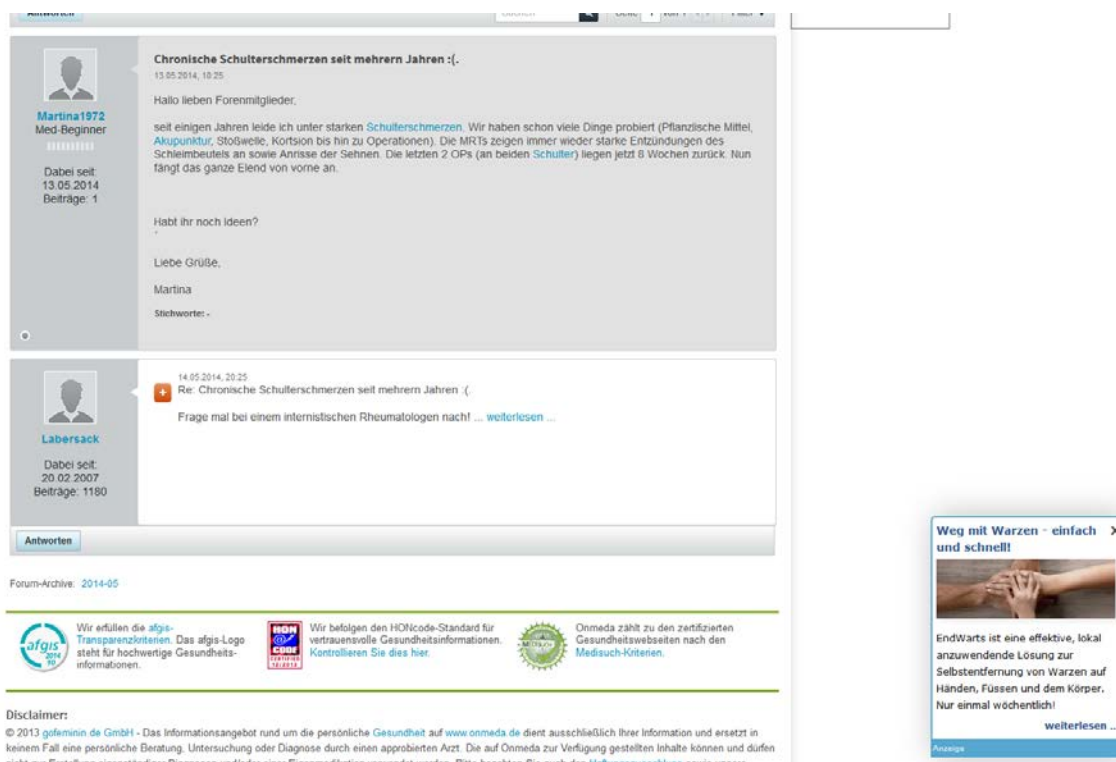 Antworten
Suchen
Seite 1 von 1
Filter
Chronische Schulterschmerzen seit mehrern Jahren :(.
13.05.2014, 10:25
Hallo lieben Forenmitglieder,
Martina1972
Med-Beginner
seit einigen Jahren leide ich unter starken Schulterschmerzen. Wir haben schon viele Dinge probiert (Pflanzlische Mittel,
Akupunktur, Stoßwelle, Kortsion bis hin zu Operationen). Die MRTs zeigen immer wieder starke Entzündungen des
Schleimbeutels an sowie Anrisse der Sehnen. Die letzten 2 OPs (an beiden Schulter) liegen jetzt 8 Wochen zurück. Nun
fängt das ganze Elend von vorne an.
Dabei seit:
13.05.2014
Beiträge: 1
Habt ihr noch Ideen?
Liebe Grüße,
Martina
Stichworte: -
14.05.2014, 20:25
Re: Chronische Schulterschmerzen seit mehrern Jahren :(.
Frage mal bei einem internistischen Rheumatologen nach! ... weiterlesen ...
Labersack
Dabei seit:
20.02.2007
Beiträge: 1180
Antworten
Forum-Archive: 2014-05
afgis
2014
10
Wir erfüllen die afgis-
Transparenzkriterien. Das afgis-Logo
steht für hochwertige Gesundheits-
informationen.
HON
CODE
CERTIFIED
Wir befolgen den HONcode-Standard für
vertrauensvolle Gesundheitsinformationen.
Kontrollieren Sie dies hier.
Onmeda zählt zu den zertifizierten
Gesundheitswebseiten nach den
Medisuch-Kriterien.
Disclaimer:
© 2013 gofeminin.de GmbH - Das Informationsangebot rund um die persönliche Gesundheit auf www.onmeda.de dient ausschließlich Ihrer Information und ersetzt in
keinem Fall eine persönliche Beratung, Untersuchung oder Diagnose durch einen approbierten Arzt. Die auf Onmeda zur Verfügung gestellten Inhalte können und dürfen
Weg mit Warzen - einfach X
und schnell!
EndWarts ist eine effektive, lokal
anzuwendende Lösung zur
Selbstentfernung von Warzen auf
Händen, Füssen und dem Körper.
Nur einmal wöchentlich!
weiterlesen ...
Anzeige